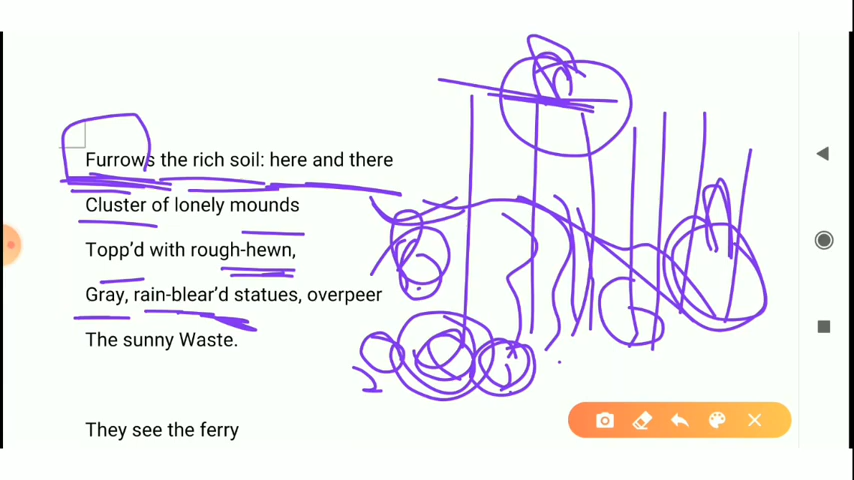 Furrows the rich soil: here and there
Cluster of lonely mounds
Topp'd with rough-hewn,
Gray, rain-blear'd statues, overpeer
The sunny Waste.
They see the ferry